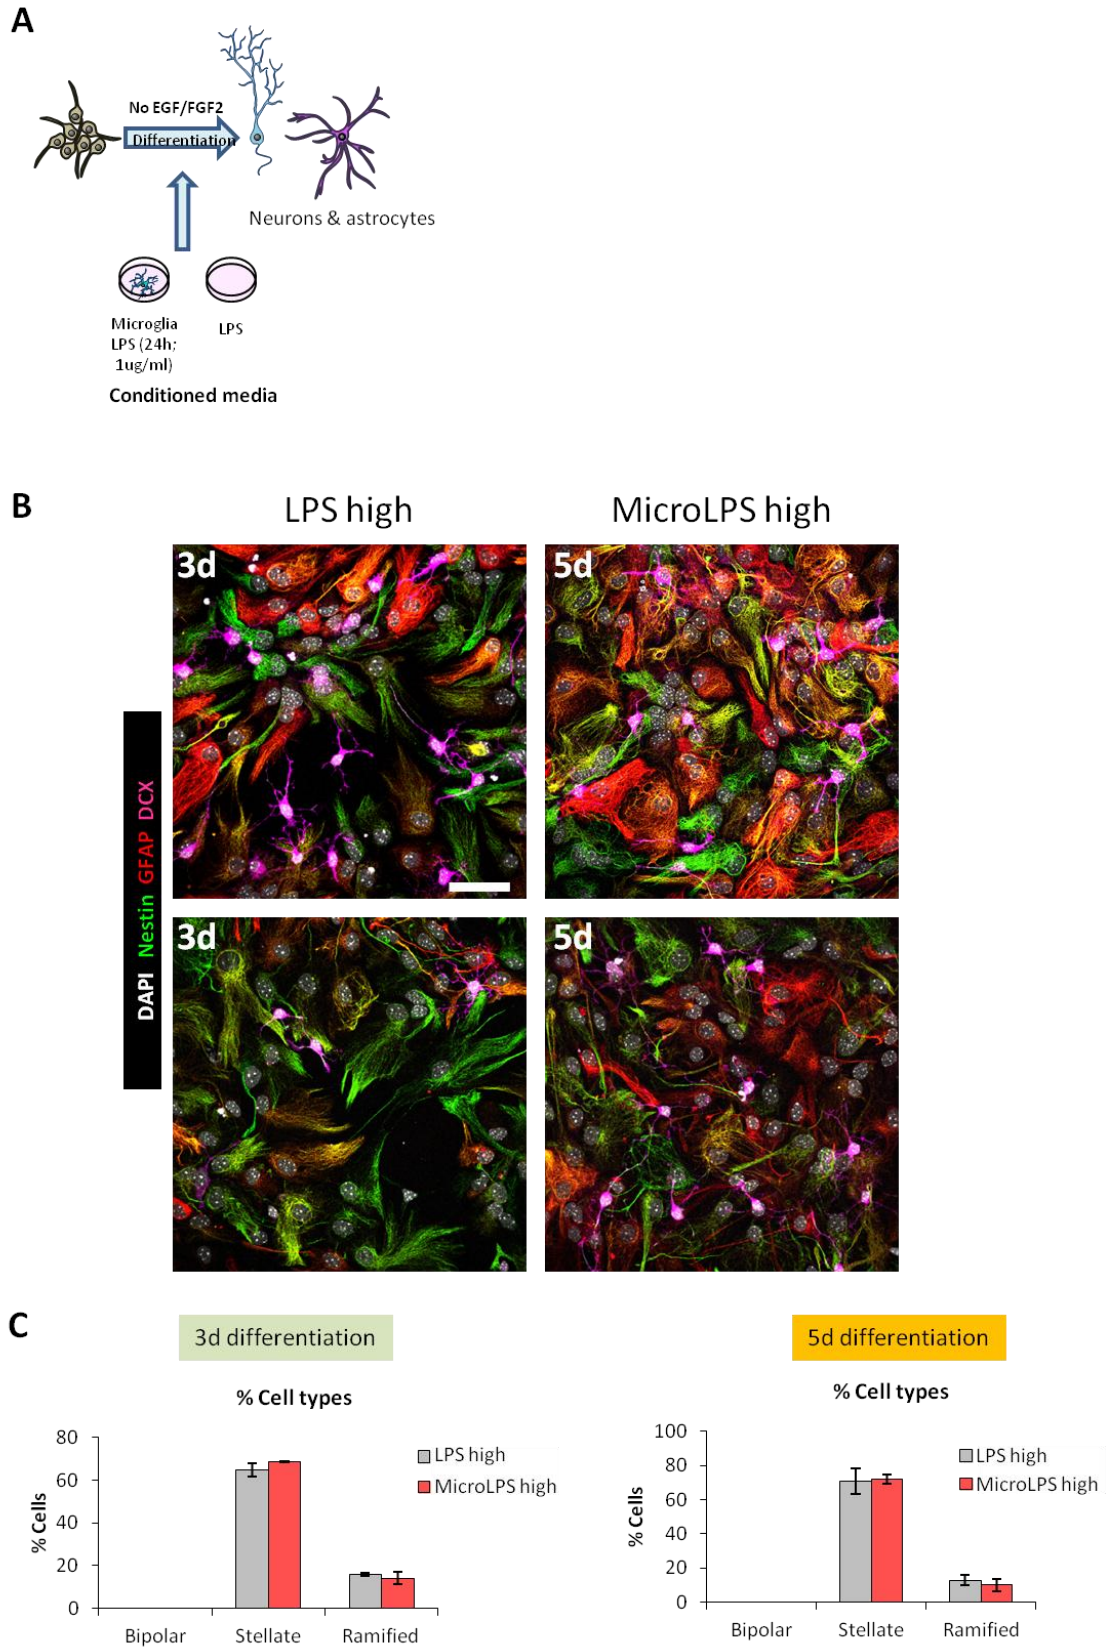 A
No EGF/FGF2
Differentiation
Neurons & astrocytes
Microglia
LPS (24h;
1ug/ml)
LPS
Conditioned media
B
LPS high
MicroLPS high
3d
5d
DAPI Nestin GFAP DCX
3d
5d
C
3d differentiation
% Cell types
80
60
40
20
0
% Cells
LPS high
MicroLPS high
Bipolar
Stellate
Ramified
5d differentiation
% Cell types
100
80
60
40
20
0
% Cells
LPS high
MicroLPS high
Bipolar
Stellate
Ramified